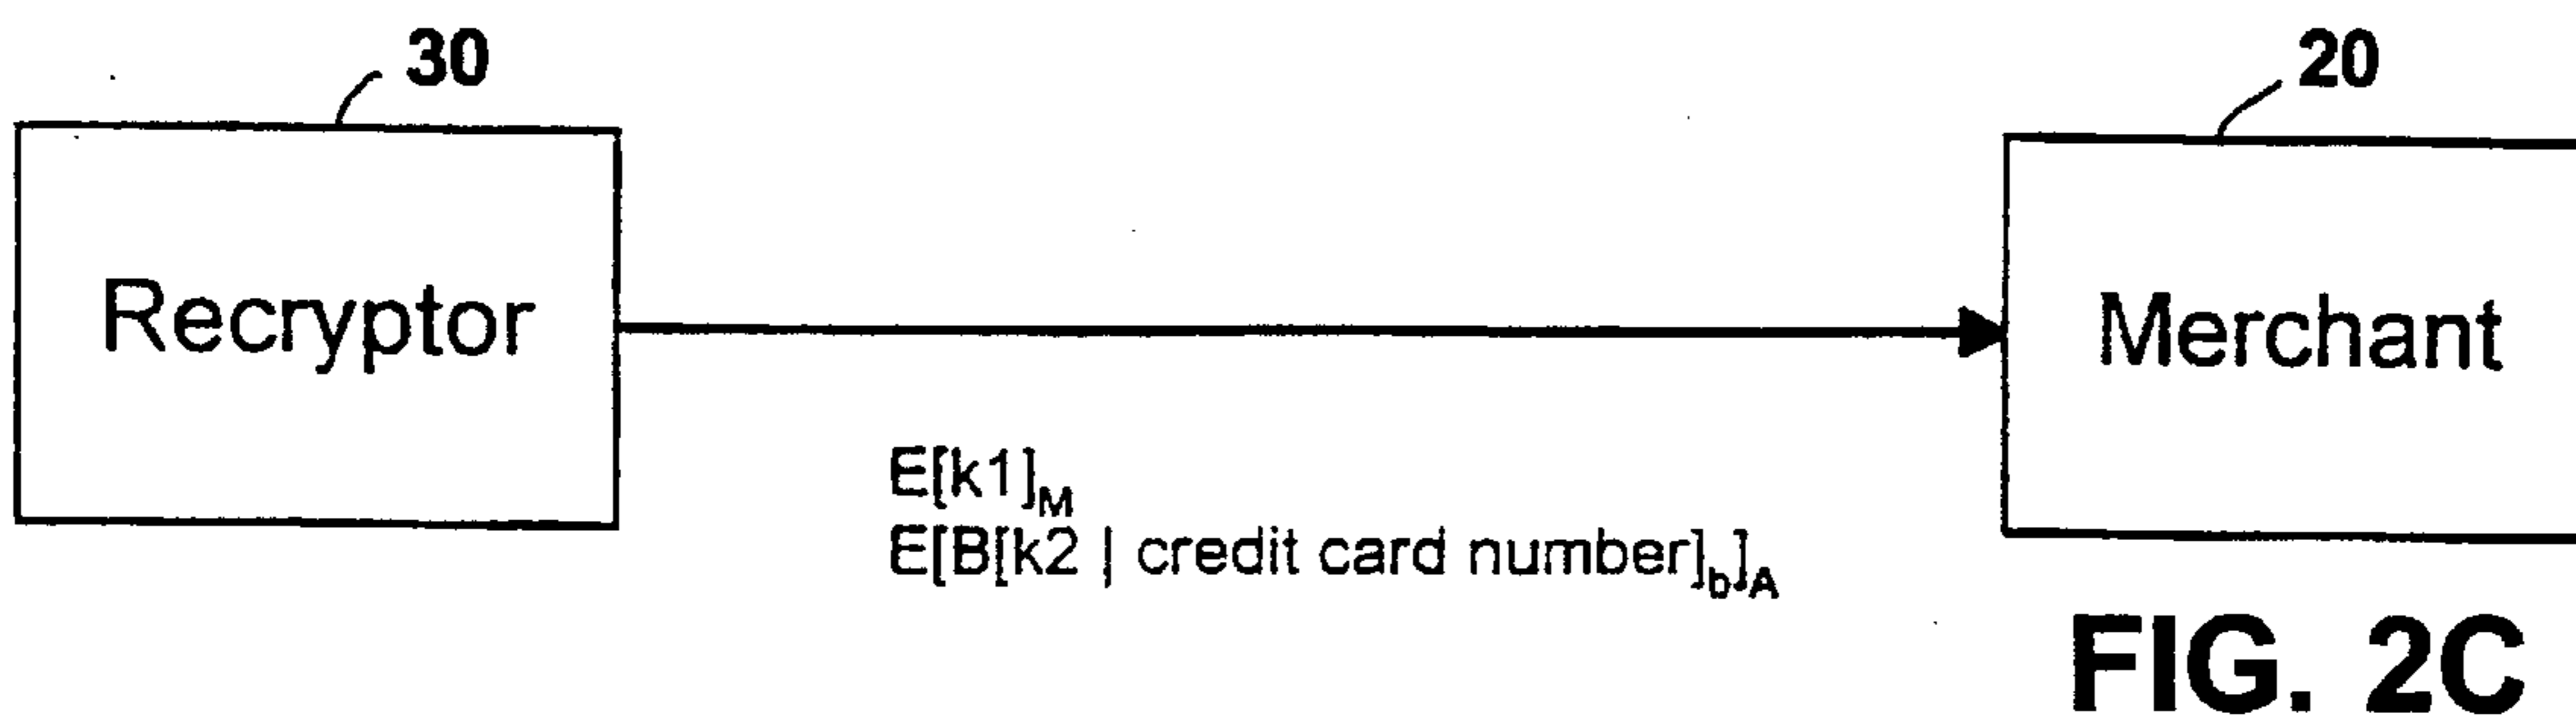 30
20
Recryptor
Merchant
E[k1]M
E[B[k2 | credit card number]b]A
FIG. 2C